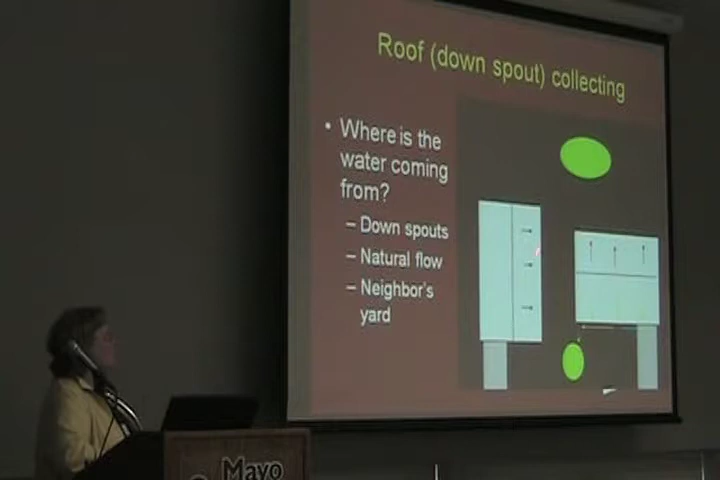 Roof (down spout) collecting
• Where is the
water coming
from?
– Down spouts
– Natural flow
– Neighbor's
yard
Mayo